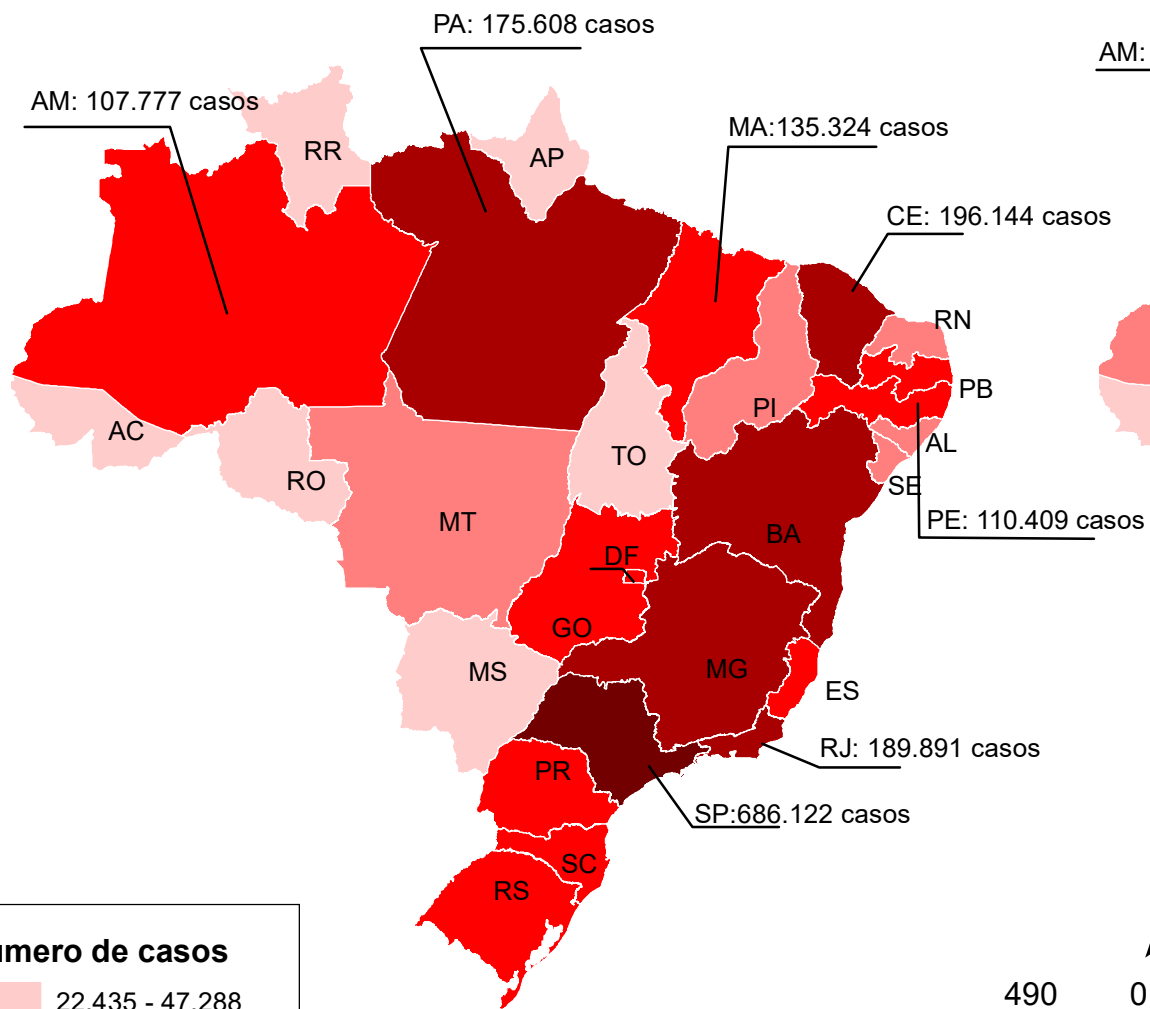 PA: 175.608 casos
AM:
AM: 107.777 casos
MA:135.324 casos
RR
AP
CE: 196.144 casos
RN
PB
PI
AC
AL
TO
RO
SE
MT
PE: 110.409 casos
BA
DF
GO
MG
MS
ES
RJ: 189.891 casos
PR
SP:686.122 casos
SC
RS
úmero de casos
22.435 - 47.288
490 0